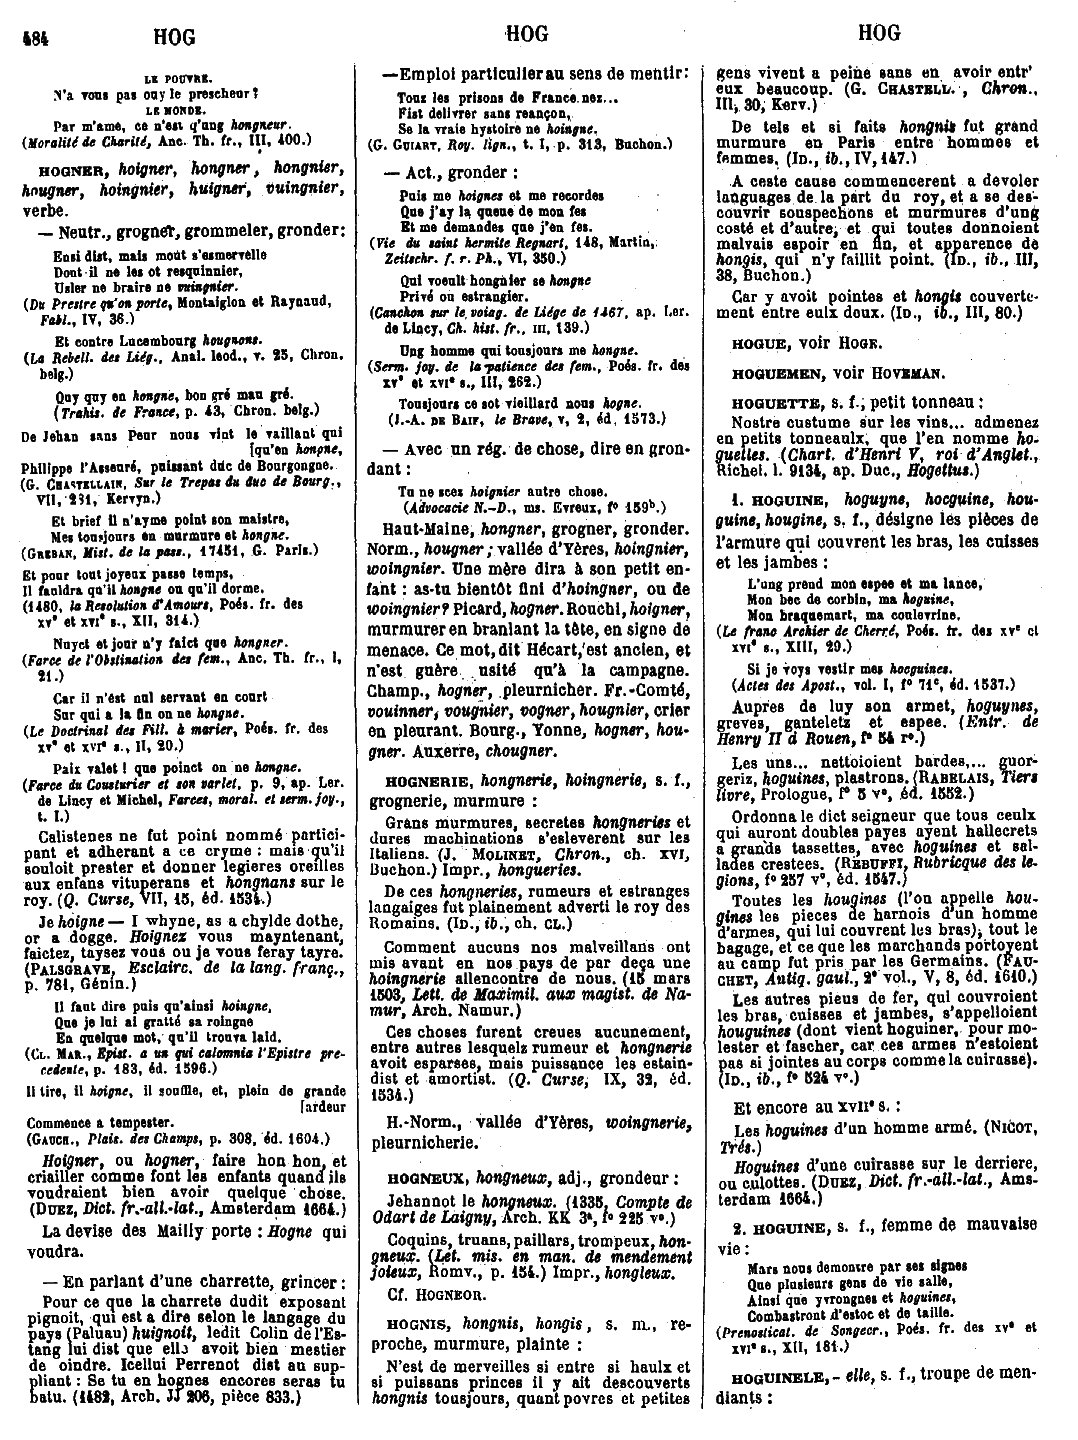 484 HOG HOG HOG
LE POUVRE.
N'a vous pas ouy le prescheur?
LE MONDE.
Par m'ame, ce n'est q'ung hongneur.
(Moralité de Charité, Anc. Th. fr., III, 400.)
HOGNER, hoigner, hongner, hongnier,
hougner, hoingnier, huigner, vuingnier,
verbe.
— Neutr., grogner, grommeler, gronder:
Ensi dist, mais mout s'esmervelle
Dont il ne les ot resquinnier,
Usler ne braire ne vuingnier.
(Du Prestre qu'on porte, Montaiglon et Raynaud,
Fabl., IV, 36.)
Et contre Lucembourg hougnons.
(La Rebell. des Liég., Anal. leod., v. 25, Chron.
belg.)
Quy quy en hongne, bon gré mau gré.
(Trahis. de France, p. 43, Chron. belg.)
De Jehan sans Peur nous vint le vaillant qui
[qu'en hongne,
Philippe l'Asseuré, puissant duc de Bourgongne.
(G. CHASTELLAIN, Sur le Trepas du duc de Bourg.,
VII, 231, Kervyn.)
Et brief il n'ayme point son maistre,
Mes tousjours en murmure et hongne.
(GREBAN, Mist. de la pass., 17451, G. Paris.)
Et pour tout joyeux passe temps,
Il fauldra qu'il hongne ou qu'il dorme.
(1480, la Resolution d'Amours, Poés. fr. des
xv° et xvi° s., XII, 314.)
Nuyct et jour n'y faict que hongner.
(Farce de l'Obstination des fem., Anc. Th. fr., I,
21.)
Car il n'est nul servant en court
Sur qui a la fin on ne hongne.
(Le Doctrinal des Fill. à marier, Poés. fr. des
xv° et xvi° s., II, 20.)
Paix valet! que poinct on ne hongne.
(Farce du Cousturier et son varlet, p. 9, ap. Ler.
de Lincy et Michel, Farces, moral. et serm. joy.,
t. I.)
Calistenes ne fut point nommé partici-
pant et adherant a ce cryme : mais qu'il
souloit prester et donner legieres oreilles
aux enfans vituperans et hongnans sur le
roy. (Q. Curse, VII, 15, éd. 1534.)
Je hoigne — I whyne, as a chylde dothe,
or a dogge. Hoignez vous mayntenant,
faictez, taysez vous ou je vous feray tayre.
(PALSGRAVE, Esclairc. de la lang. franç.,
p. 781, Génin.)
Il faut dire puis qu'ainsi hoingne,
Que je lui ai gratté sa roingne
En quelque mot, qu'il trouva laid.
(CL. MAR., Epist. a un qui calomnia l'Epistre pre-
cedente, p. 183, éd. 1596.)
Il tire, il hoigne, il souffle, et, plein de grande
[ardeur
Commence a tempester.
(GAUCH., Plais. des Champs, p. 308, éd. 1604.)
Hoigner, ou hogner, faire hon hon, et
criailler comme font les enfants quand ils
voudraient bien avoir quelque chose.
(DUEZ, Dict. fr.-all.-lat., Amsterdam 1664.)
La devise des Mailly porte : Hogne qui
voudra.
— En parlant d'une charrette, grincer :
Pour ce que la charrete dudit exposant
pignoit, qui est a dire selon le langage du
pays (Paluau) huignoit, ledit Colin de l'Es-
tang lui dist que elle avoit bien mestier
de oindre. Icellui Perrenot dist au sup-
pliant : Se tu en hognes encores seras tu
batu. (1482, Arch. JJ 206, pièce 833.)
—Emploi particulier au sens de mentir:
Touz les prisons de France nez...
Fist delivrer sans reançon,
Se la vraie hystoire ne hoingne.
(G. GUIART, Roy. lign., t. I, p. 313, Buchon.)
— Act., gronder :
Puis me hoignes et me recordes
Que j'ay la queue de mon fes
Et me demandes que j'en fes.
(Vie du saint hermite Regnart, 148, Martin,
Zeitschr. f. r. Ph., VI, 350.)
Qui voeult hongnier se hongne
Privé ou estrangier.
(Canchon sur le voiag. de Liége de 1467, ap. Ler.
de Lincy, Ch. hist. fr., III, 139.)
Ung homme qui tousjours me hongne.
(Serm. joy. de la patience des fem., Poés. fr. des
xv° et xvi° s., III, 262.)
Tousjours ce sot vieillard nous hogne.
(J.-A. DE BAIF, le Brave, v, 2, éd. 1573.)
— Avec un rég. de chose, dire en gron-
dant :
Tu ne scez hoignier autre chose.
(Advocacie N.-D., ms. Evreux, f° 159ᵇ.)
Haut-Maine, hongner, grogner, gronder.
Norm., hougner; vallée d'Yères, hoingnier,
woingnier. Une mère dira à son petit en-
fant : as-tu bientôt fini d'hoingner, ou de
woingnier? Picard, hogner. Rouchi, hoigner,
murmurer en branlant la tête, en signe de
menace. Ce mot, dit Hécart, est ancien, et
n'est guère usité qu'à la campagne.
Champ., hogner, pleurnicher. Fr.-Comté,
vouinner, vougnier, vogner, hougnier, crier
en pleurant. Bourg., Yonne, hogner, hou-
gner. Auxerre, chougner.
HOGNERIE, hongnerie, hoingnerie, s. f.,
grognerie, murmure :
Grans murmures, secretes hongneries et
dures machinations s'esleverent sur les
Italiens. (J. MOLINET, Chron., ch. XVI,
Buchon.) Impr., hongueries.
De ces hongneries, rumeurs et estranges
langaiges fut plainement adverti le roy des
Romains. (ID., ib., ch. CL.)
Comment aucuns nos malveillans ont
mis avant en nos pays de par deça une
hoingnerie allencontre de nous. (15 mars
1503, Lett. de Maximil. aux magist. de Na-
mur, Arch. Namur.)
Ces choses furent creues aucunement,
entre autres lesquelz rumeur et hongnerie
avoit esparses, mais puissance les estain-
dist et amortist. (Q. Curse, IX, 32, éd.
1534.)
H.-Norm., vallée d'Yères, woingnerie,
pleurnicherie.
HOGNEUX, hongneux, adj., grondeur :
Jehannot le hongneux. (1335, Compte de
Odart de Laigny, Arch. KK 3ᵃ, f° 225 v°.)
Coquins, truans, paillars, trompeux, hon-
gneux. (Let. mis. en man. de mendement
joieux, Romv., p. 154.) Impr., hongleux.
Cf. HOGNEOR.
HOGNIS, hongnis, hongis, s. m., re-
proche, murmure, plainte :
N'est de merveilles si entre si haulx et
si puissans princes il y ait descouverts
hongnis tousjours, quant povres et petites
gens vivent a peine sans en avoir entr'
eux beaucoup. (G. CHASTELL., Chron.,
III, 30, Kerv.)
De tels et si faits hongnis fut grand
murmure en Paris entre hommes et
femmes. (ID., ib., IV, 147.)
A ceste cause commencerent a devoler
languages de la part du roy, et a se des-
couvrir souspechons et murmures d'ung
costé et d'autre; et qui toutes donnoient
malvais espoir en fin, et apparence de
hongis, qui n'y faillit point. (ID., ib., III,
38, Buchon.)
Car y avoit pointes et hongis couverte-
ment entre eulx doux. (ID., ib., III, 80.)
HOGUE, voir HOGE.
HOGUEMEN, voir HOVEMAN.
HOGUETTE, s. f., petit tonneau :
Nostre custume sur les vins... admenez
en petits tonneaulx, que l'en nomme ho-
guettes. (Chart. d'Henri V, roi d'Anglet.,
Richel. l. 9134, ap. Duc., Hogettus.)
1. HOGUINE, hoguyne, hocguine, hou-
guine, hougine, s. f., désigne les pièces de
l'armure qui couvrent les bras, les cuisses
et les jambes :
L'ung prend mon espee et ma lance,
Mon bec de corbin, ma hoguine,
Mon braquemart, ma coulevrine.
(Le franc Archier de Cherré, Poés. fr. des xv° et
xvi° s., XIII, 29.)
Si je voys vestir mes hocguines.
(Actes des Apost., vol. I, f° 71ᶜ, éd. 1537.)
Aupres de luy son armet, hoguynes,
greves, ganteletz et espee. (Entr. de
Henry II à Rouen, f° 54 r°.)
Les uns... nettoioient bardes,... guor-
geriz, hoguines, plastrons. (RABELAIS, Tiers
livre, Prologue, f° 5 v°, éd. 1552.)
Ordonna le dict seigneur que tous ceulx
qui auront doubles payes ayent hallecrets
a grands tassettes, avec hoguines et sal-
lades crestees. (REBUFFI, Rubricque des le-
gions, f° 257 v°, éd. 1547.)
Toutes les hougines (l'on appelle hou-
gines les pieces de harnois d'un homme
d'armes, qui lui couvrent les bras); tout le
bagage, et ce que les marchands portoyent
au camp fut pris par les Germains. (FAU-
CHET, Antiq. gaul., 2° vol., V, 8, éd. 1610.)
Les autres pieus de fer, qui couvroient
les bras, cuisses et jambes, s'appelloient
houguines (dont vient hoguiner, pour mo-
lester et fascher, car ces armes n'estoient
pas si jointes au corps comme la cuirasse).
(ID., ib., f° 524 v°.)
Et encore au XVII° s. :
Les hoguines d'un homme armé. (NICOT,
Trés.)
Hoguines d'une cuirasse sur le derriere,
ou culottes. (DUEZ, Dict. fr.-all.-lat., Ams-
terdam 1664.)
2. HOGUINE, s. f., femme de mauvaise
vie :
Mars nous demonstre par ses signes
Que plusieurs gens de vie salle,
Ainsi que yvrongnes et hoguines,
Combastront d'estoc et de taille.
(Prenosticat. de Songecr., Poés. fr. des xv° et
xvi° s., XII, 181.)
HOGUINELE, - elle, s. f., troupe de men-
diants :